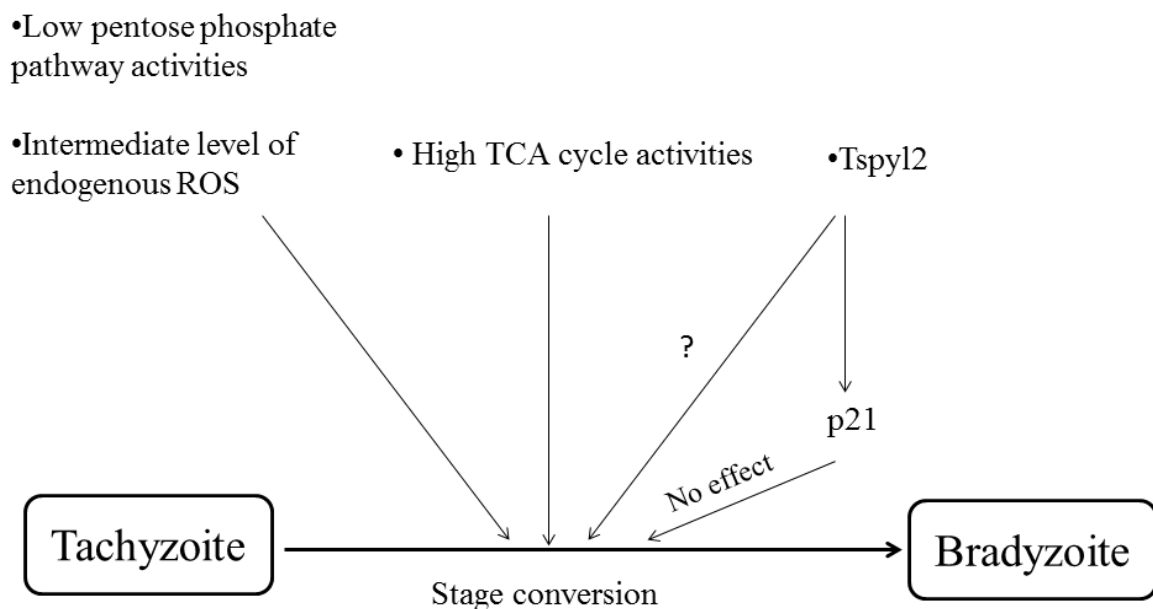 •Low pentose phosphate
pathway activities
•Intermediate level of
endogenous ROS
• High TCA cycle activities
•Tspyl2
?
p21
No effect
Tachyzoite
Bradyzoite
Stage conversion